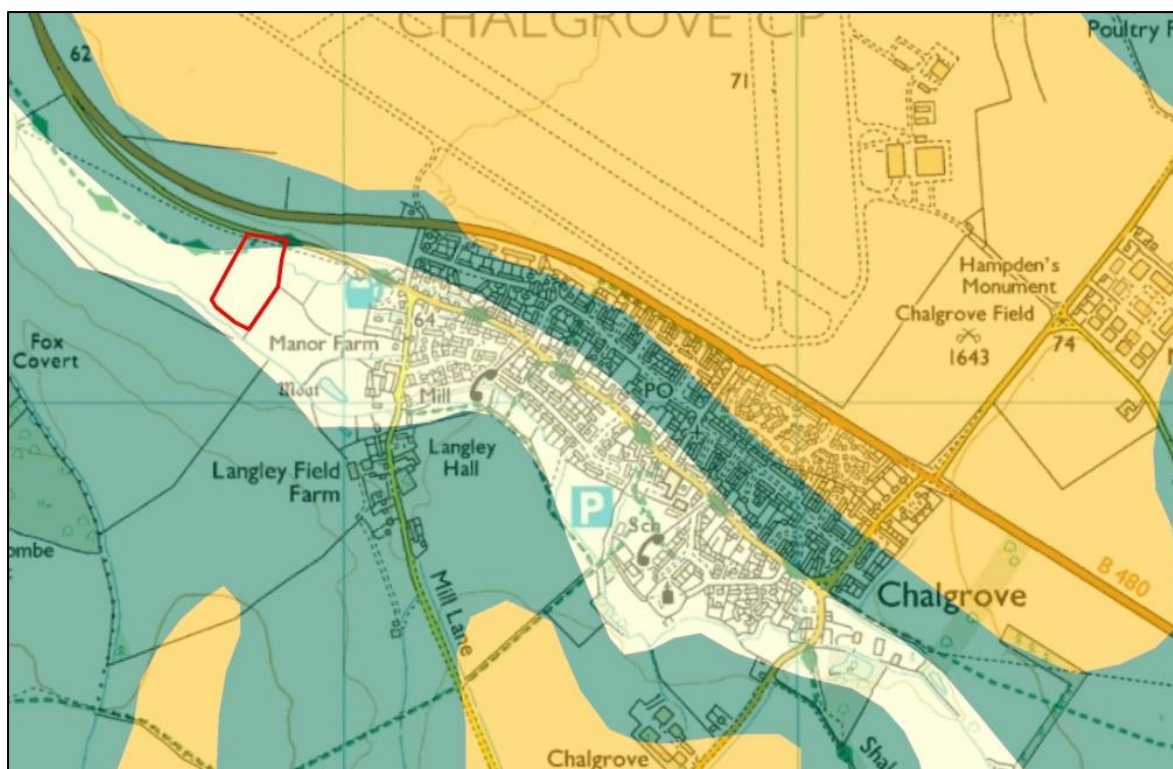 CHALGROVE CP
62
71
Poultry F
Hampden's
Monument
Chalgrove Field
1643
74
Fox
Covert
64
Manor Farm
Moat
Mill
PO
Langley
Hall
Langley Field
Farm
P
Sch
ombe
Mill Lane
Chalgrove
B 480
Chalgrove
Shal